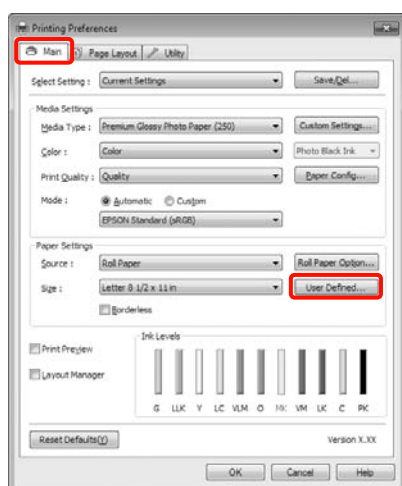 Printing Preferences
Main Page Layout Utility
Select Setting : Current Settings Save/Del...
Media Settings
Media Type : Premium Glossy Photo Paper (250) Custom Settings...
Color : Color Photo Black Ink
Print Quality : Quality Paper Config...
Mode : Automatic Custom
EPSON Standard (sRGB)
Paper Settings
Source : Roll Paper Roll Paper Option...
Size : Letter 8 1/2 x 11 in User Defined...
Borderless
Ink Levels
Print Preview
Layout Manager
G LLK Y LC VLM O MK VM LK C PK
Reset Defaults(Y) Version X.XX
OK Cancel Help